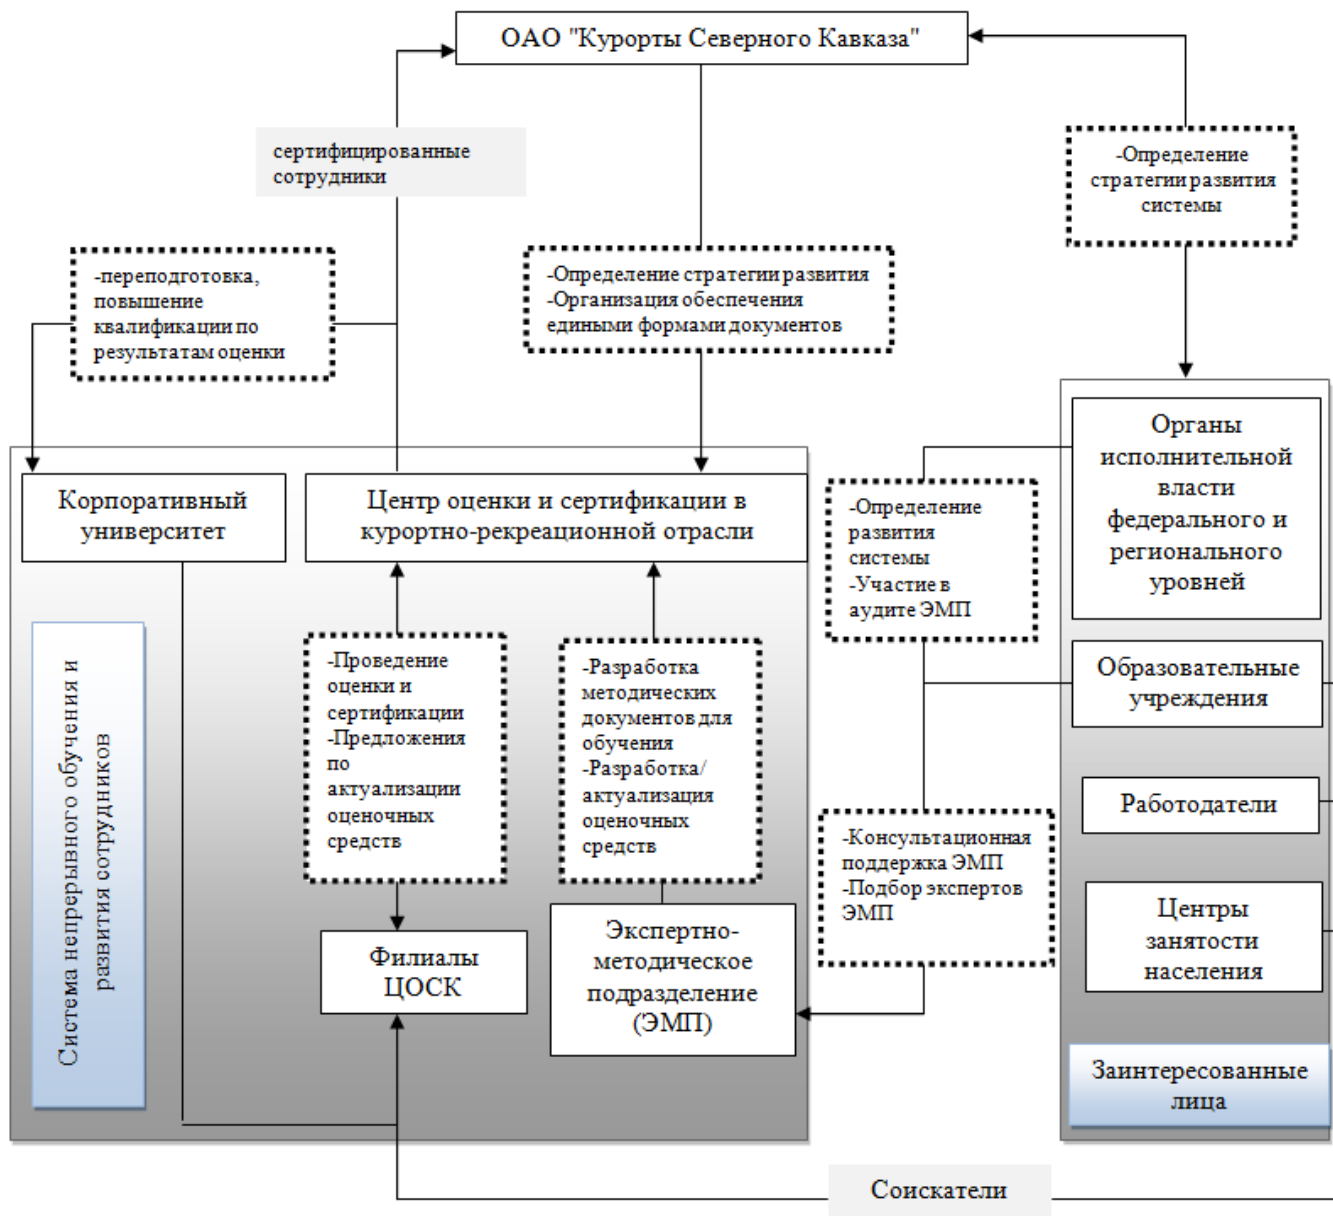 ОАО "Курорты Северного Кавказа"
сертифицированные
сотрудники
-Определение
стратегии развития
системы
-переподготовка,
повышение
квалификации по
результатам оценки
-Определение стратегии развития
-Организация обеспечения
едиными формами документов
Корпоративный
университет
Центр оценки и сертификации в
курортно-рекреационной отрасли
-Определение
развития
системы
-Участие в
аудите ЭМП
Органы
исполнительной
власти
федерального и
регионального
уровней
Система непрерывного обучения и
развития сотрудников
-Проведение
оценки и
сертификации
-Предложения
по
актуализации
оценочных
средств
-Разработка
методических
документов для
обучения
-Разработка/
актуализация
оценочных
средств
Образовательные
учреждения
Работодатели
-Консультационная
поддержка ЭМП
-Подбор экспертов
ЭМП
Центры
занятости
населения
Филиалы
ЦОСК
Экспертно-
методическое
подразделение
(ЭМП)
Заинтересованные
лица
Соискатели